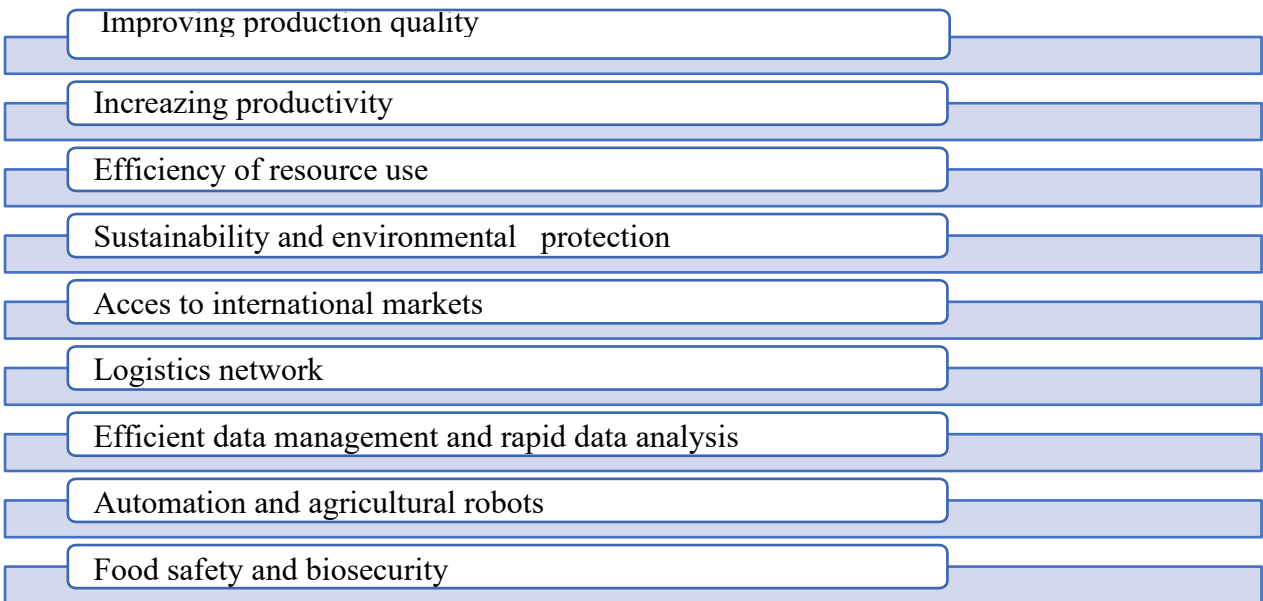 Improving production quality
Increazing productivity
Efficiency of resource use
Sustainability and environmental protection
Acces to international markets
Logistics network
Efficient data management and rapid data analysis
Automation and agricultural robots
Food safety and biosecurity